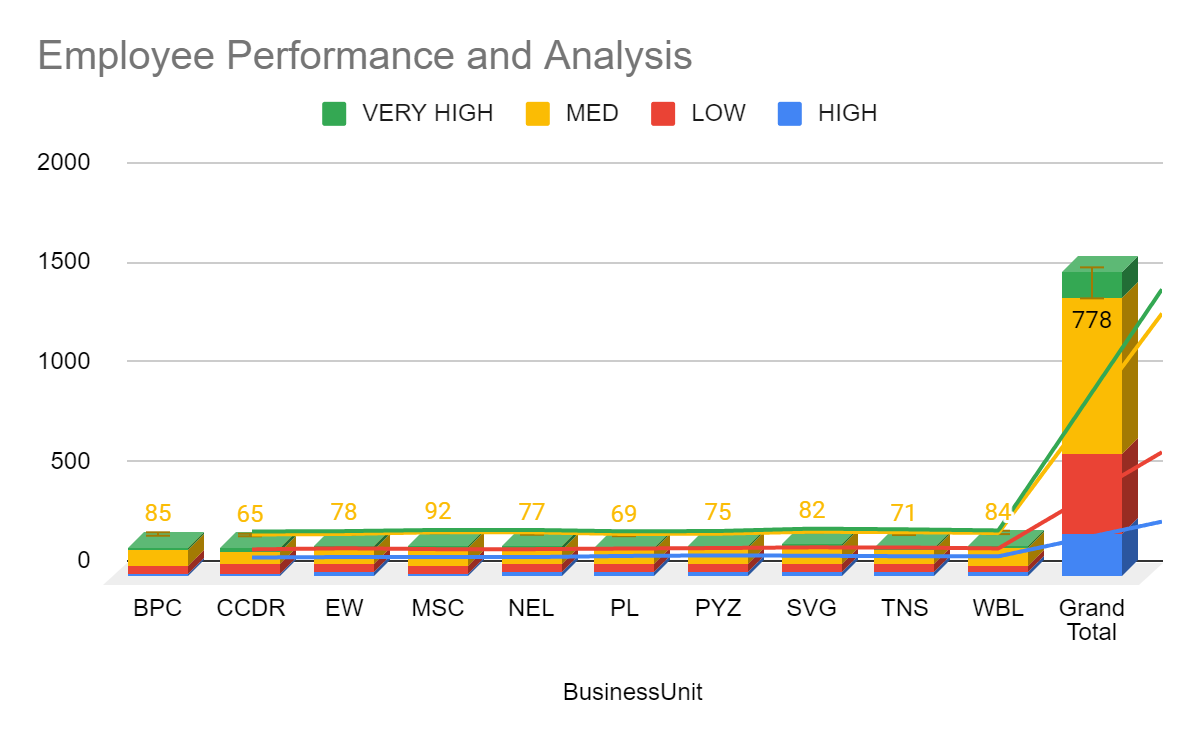 Employee Performance and Analysis
VERY HIGH MED LOW HIGH
2000
1500
1000
500
0
778
85 65 78 92 77 69 75 82 71 84
BPC CCDR EW MSC NEL PL PYZ SVG TNS WBL Grand
Total
BusinessUnit